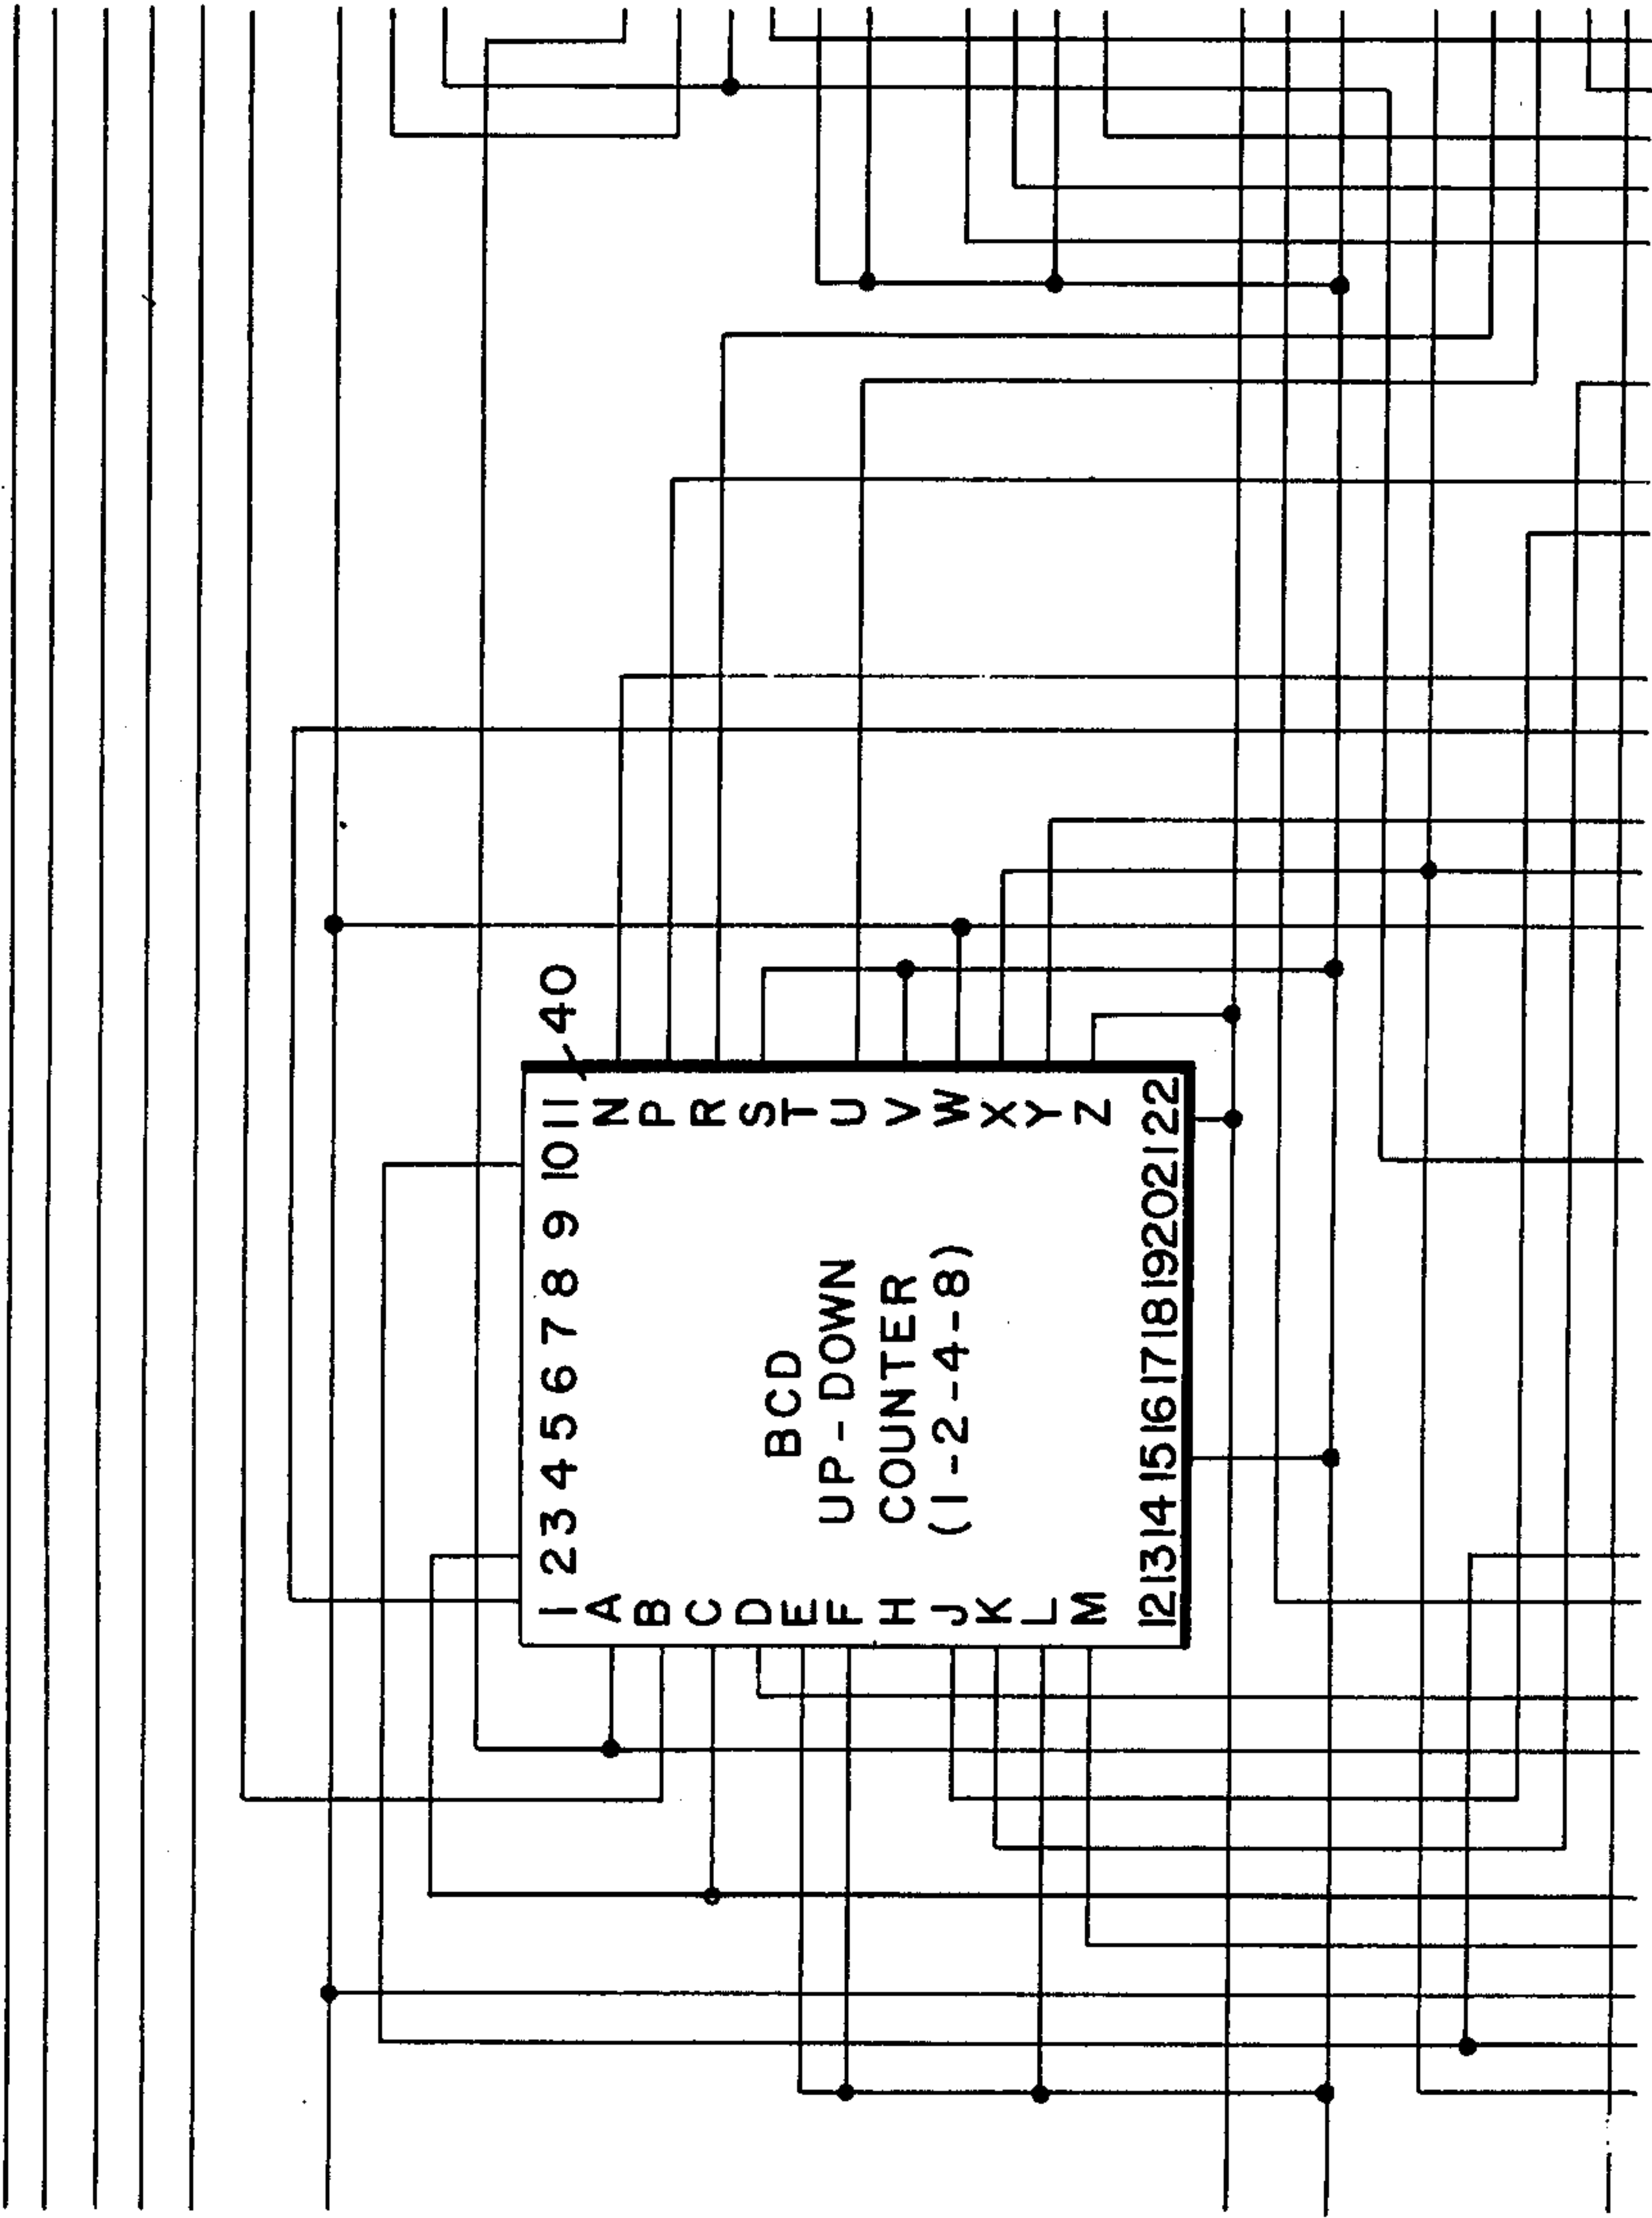 40
1 2 3 4 5 6 7 8 9 10 11
A
B
C
D
E
F
H
J
K
L
M
BCD
UP-DOWN
COUNTER
(1-2-4-8)
N
P
R
S
T
U
V
W
X
Y
Z
12 13 14 15 16 17 18 19 20 21 22